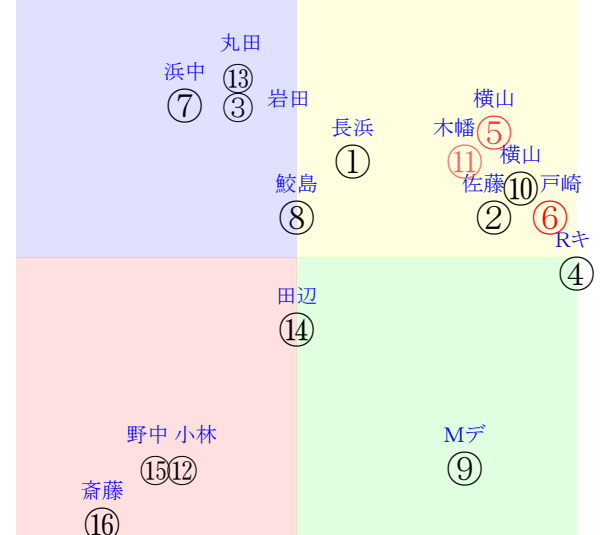 丸田
⑬
浜中
⑦
③
岩田
横山
⑤
長浜
①
木幡
⑪
横山
⑩
鮫島
⑧
佐藤
②
戸崎
⑥
Rキ
④
田辺
⑭
野中 小林
⑮⑫
Mデ
⑨
斎藤
⑯